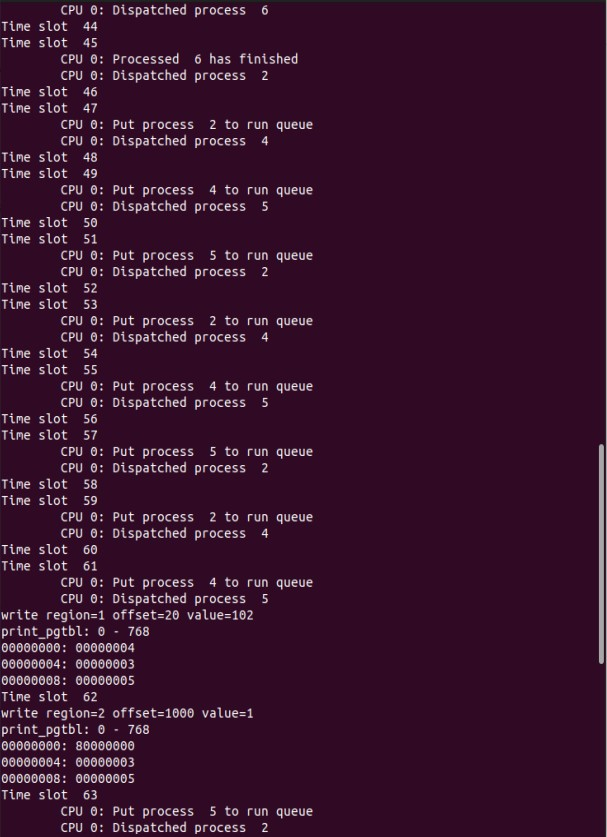 CPU 0: Dispatched process  6
Time slot  44
Time slot  45
CPU 0: Processed  6 has finished
CPU 0: Dispatched process  2
Time slot  46
Time slot  47
CPU 0: Put process  2 to run queue
CPU 0: Dispatched process  4
Time slot  48
Time slot  49
CPU 0: Put process  4 to run queue
CPU 0: Dispatched process  5
Time slot  50
Time slot  51
CPU 0: Put process  5 to run queue
CPU 0: Dispatched process  2
Time slot  52
Time slot  53
CPU 0: Put process  2 to run queue
CPU 0: Dispatched process  4
Time slot  54
Time slot  55
CPU 0: Put process  4 to run queue
CPU 0: Dispatched process  5
Time slot  56
Time slot  57
CPU 0: Put process  5 to run queue
CPU 0: Dispatched process  2
Time slot  58
Time slot  59
CPU 0: Put process  2 to run queue
CPU 0: Dispatched process  4
Time slot  60
Time slot  61
CPU 0: Put process  4 to run queue
CPU 0: Dispatched process  5
write region=1 offset=20 value=102
print_pgtbl: 0 - 768
00000000: 00000004
00000004: 00000003
00000008: 00000005
Time slot  62
write region=2 offset=1000 value=1
print_pgtbl: 0 - 768
00000000: 80000000
00000004: 00000003
00000008: 00000005
Time slot  63
CPU 0: Put process  5 to run queue
CPU 0: Dispatched process  2